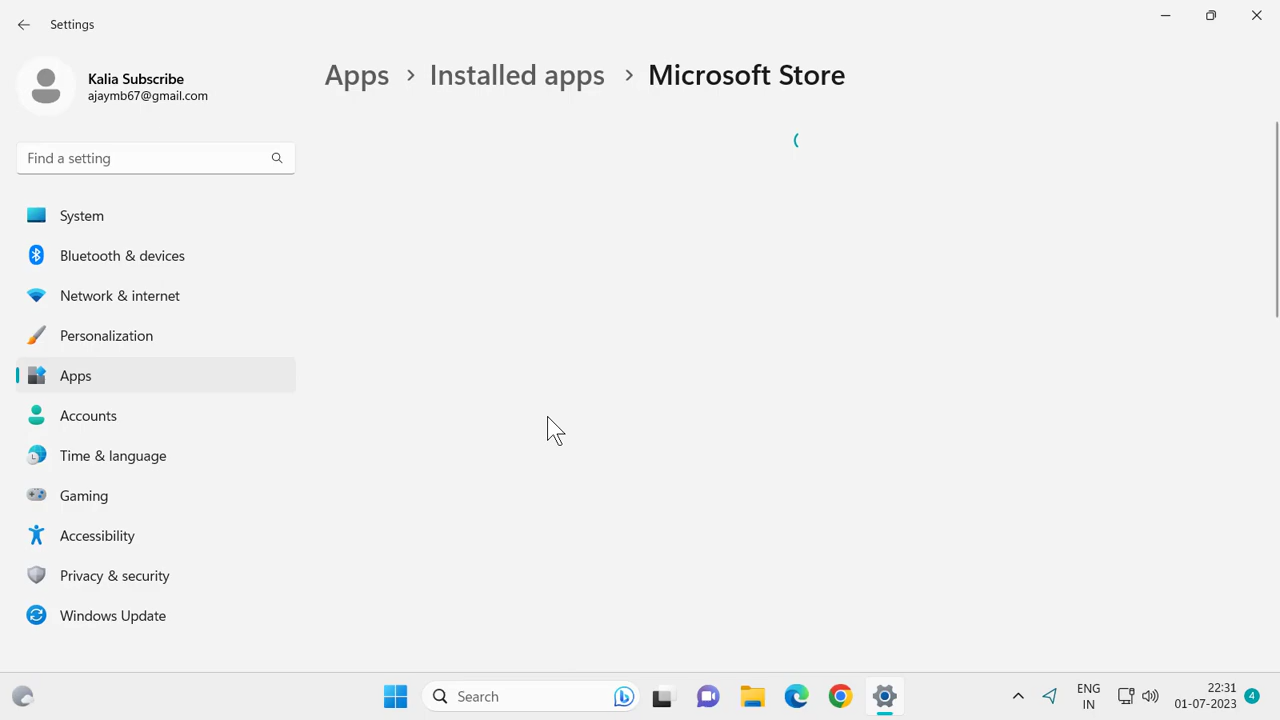 Settings
Kalia Subscribe
ajaymb67@gmail.com
Apps > Installed apps > Microsoft Store
Find a setting
System
Bluetooth & devices
Network & internet
Personalization
Apps
Accounts
Time & language
Gaming
Accessibility
Privacy & security
Windows Update
Search
ENG
IN
22:31
01-07-2023
4